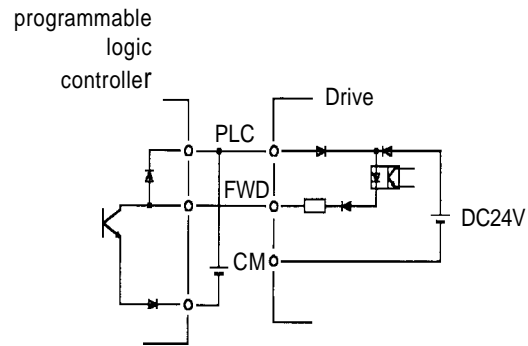 programmable
logic
controller
Drive
PLC
FWD
DC24V
CM